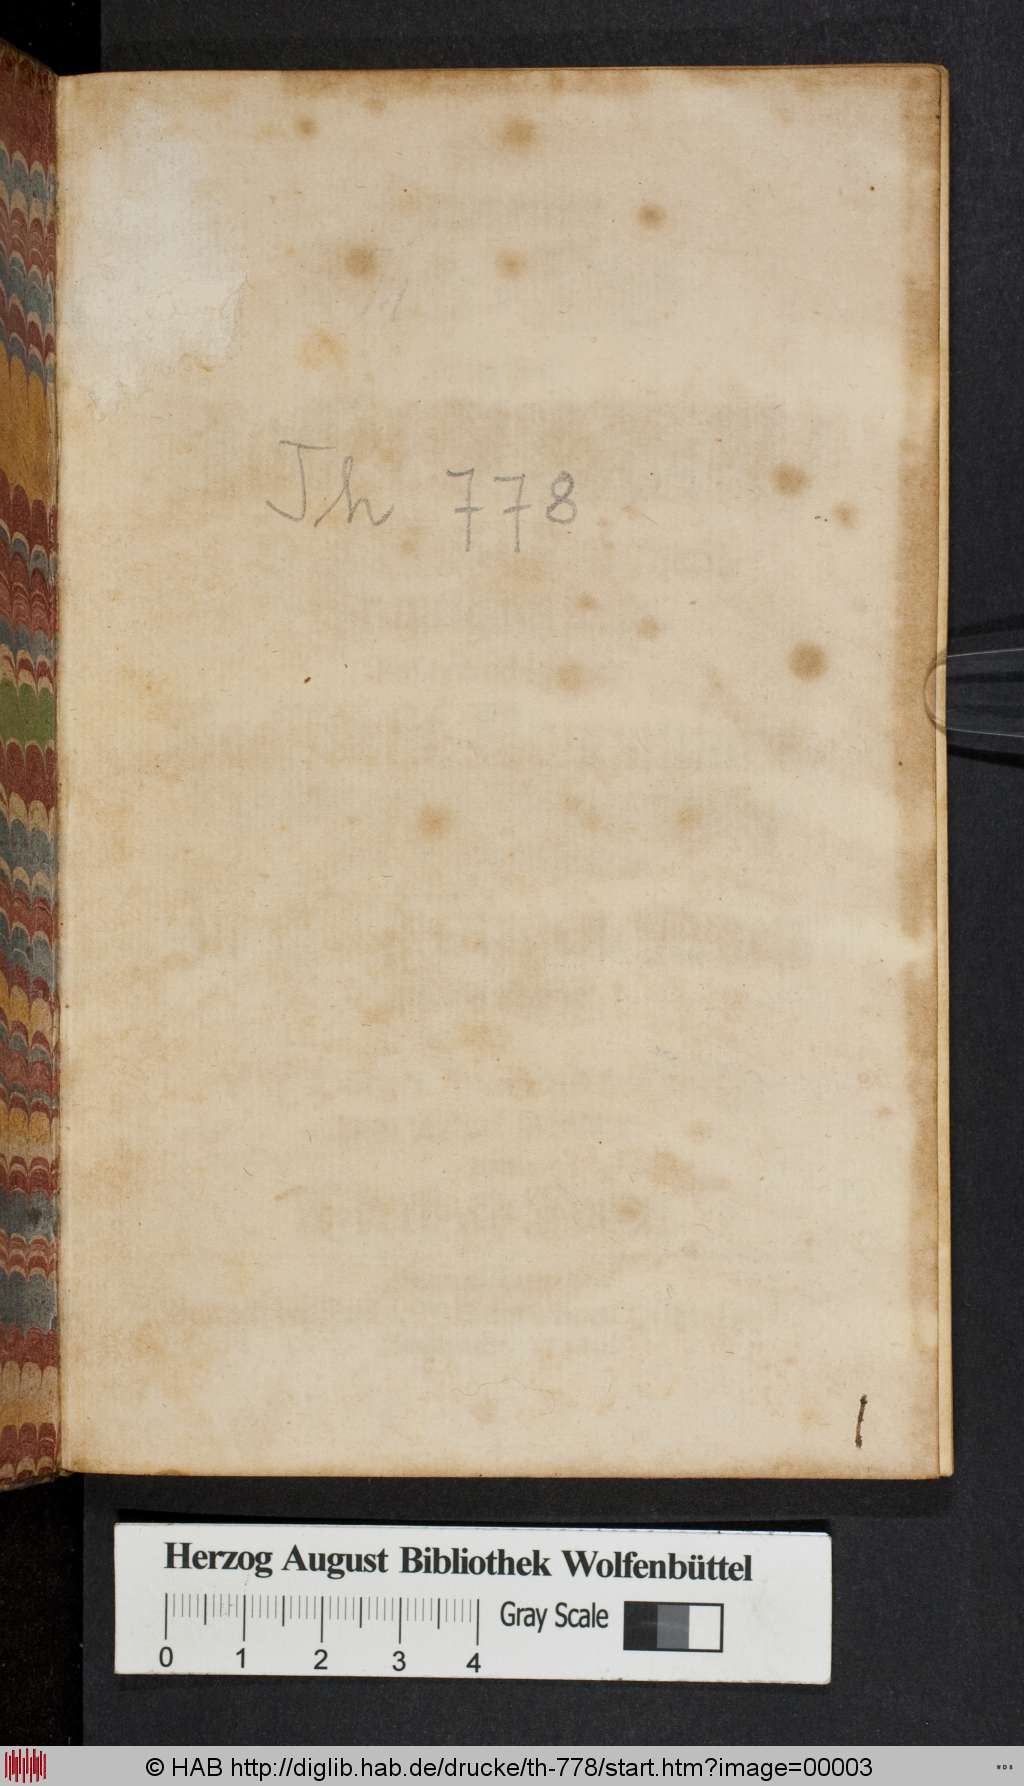 Th 778
Herzog August Bibliothek Wolfenbüttel
Gray Scale
0 1 2 3 4
© HAB http://diglib.hab.de/drucke/th-778/start.htm?image=00003